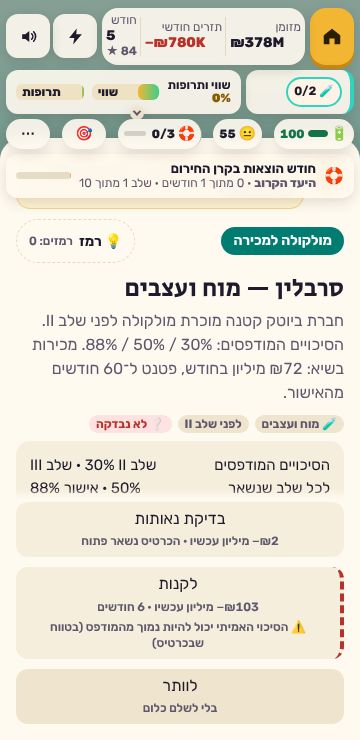 מזומן
₪378M
תזרים חודשי
−₪780K
חודש
5
★ 84
🧪 0/2
שווי ותרופות
0%
שווי
תרופות
🔋 100
😐 55
🛟 0/3
🎯
...
🛟 חודש הוצאות בקרן החירום
היעד הקרוב · 0 מתוך 1 חודשים · שלב 1 מתוך 10
מולקולה למכירה
💡 רמז רמזים: 0
סרבלין — מוח ועצבים
חברת ביוטק קטנה מוכרת מולקולה לפני שלב II.
הסיכויים המודפסים: 30% / 50% / 88%. מכירות
בשיא: ₪72 מיליון בחודש, פטנט ל־60 חודשים
מהאישור.
🧪 מוח ועצבים
לפני שלב II
❔ לא נבדקה
הסיכויים המודפסים
לכל שלב שנשאר
שלב II 30% · שלב III
50% · אישור 88%
בדיקת נאותות
−₪2 מיליון עכשיו · הכרטיס נשאר פתוח
לקנות
−₪103 מיליון עכשיו · 6 חודשים
⚠️ הסיכוי האמיתי יכול להיות נמוך מהמודפס (בטווח
שבכרטיס)
לוותר
בלי לשלם כלום